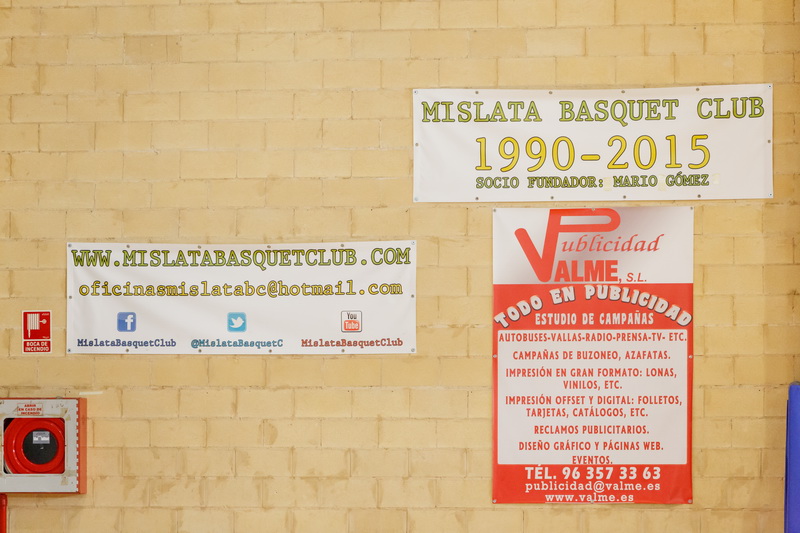 MISLATA BASQUET CLUB
1990-2015
SOCIO FUNDADOR: MARIO GÓMEZ
WWW.MISLATABASQUETCLUB.COM
oficinasmislatabc@hotmail.com
MislataBasquetClub
@MislataBasquetC
You
Tube
MislataBasquetClub
BOCA DE
INCENDIO
Publicidad
VALME, S.L.
TODO EN PUBLICIDAD
ESTUDIO DE CAMPAÑAS
AUTOBUSES-VALLAS-RADIO-PRENSA-TV- ETC.
CAMPAÑAS DE BUZONEO, AZAFATAS.
IMPRESIÓN EN GRAN FORMATO: LONAS,
VINILOS, ETC.
IMPRESIÓN OFFSET Y DIGITAL: FOLLETOS,
TARJETAS, CATÁLOGOS, ETC.
RECLAMOS PUBLICITARIOS.
DISEÑO GRÁFICO Y PÁGINAS WEB.
EVENTOS.
TÉL. 96 357 33 63
publicidad@valme.es
www.valme.es